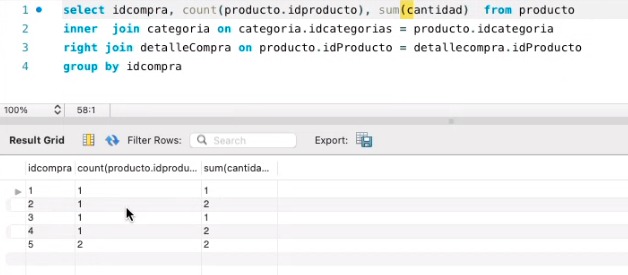 1 select idcompra, count(producto.idproducto), sum(cantidad) from producto
2 inner join categoria on categoria.idcategorias = producto.idcategoria
3 right join detalleCompra on producto.idProducto = detallecompra.idProducto
4 group by idcompra
100% 58:1
Result Grid Filter Rows: Search Export:
idcompra count(producto.idprodu... sum(cantida...
1 1 1
2 1 2
3 1 1
4 1 2
5 2 2